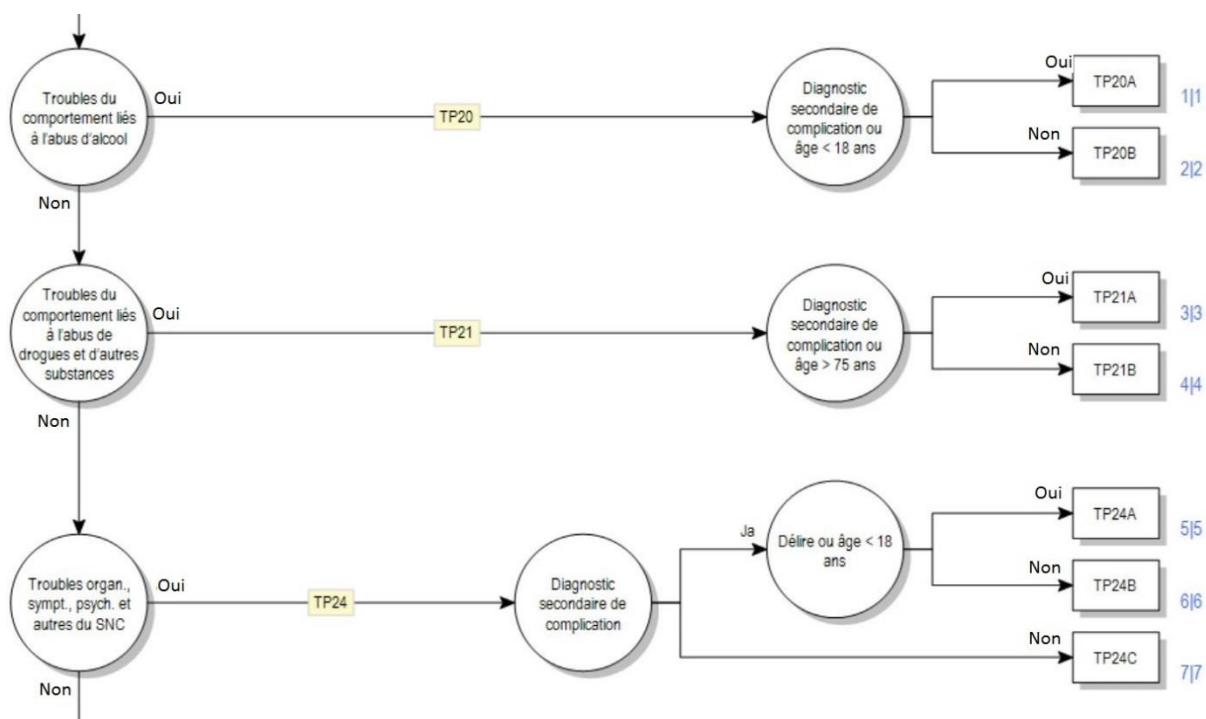 Troubles du
comportement liés
à l'abus d'alcool
Oui
TP20
Diagnostic
secondaire de
complication ou
âge < 18 ans
Oui
TP20A
1|1
Non
TP20B
2|2
Non
Troubles du
comportement liés
à l'abus de
drogues et d'autres
substances
Oui
TP21
Diagnostic
secondaire de
complication ou
âge > 75 ans
Oui
TP21A
3|3
Non
TP21B
4|4
Non
Troubles organ.,
sympt., psych. et
autres du SNC
Oui
TP24
Diagnostic
secondaire de
complication
Ja
Délire ou âge < 18
ans
Oui
TP24A
5|5
Non
TP24B
6|6
Non
TP24C
7|7
Non